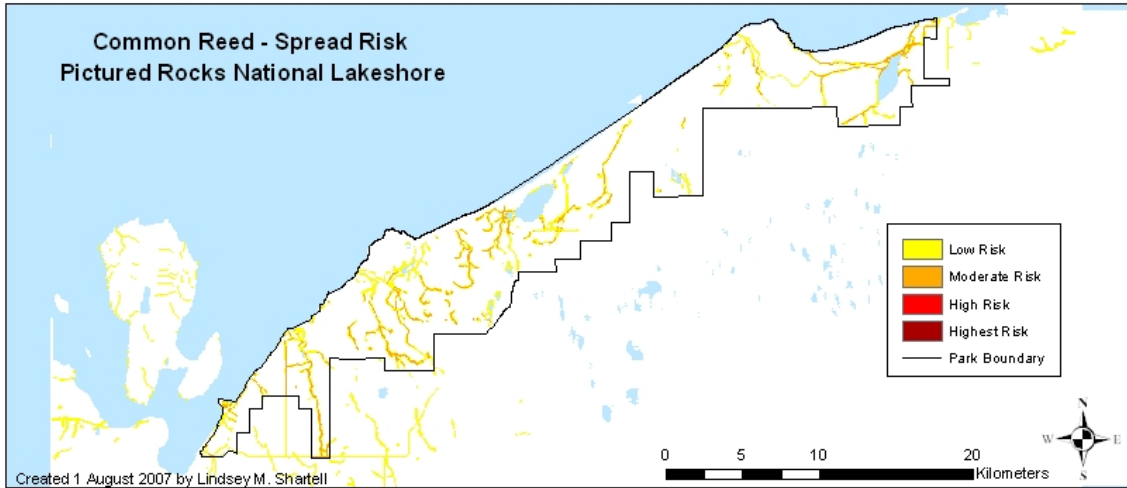 Common Reed - Spread Risk
Pictured Rocks National Lakeshore
Low Risk
Moderate Risk
High Risk
Highest Risk
Park Boundary
N
W E
S
0 5 10 20
Kilometers
Created 1 August 2007 by Lindsey M. Shartell